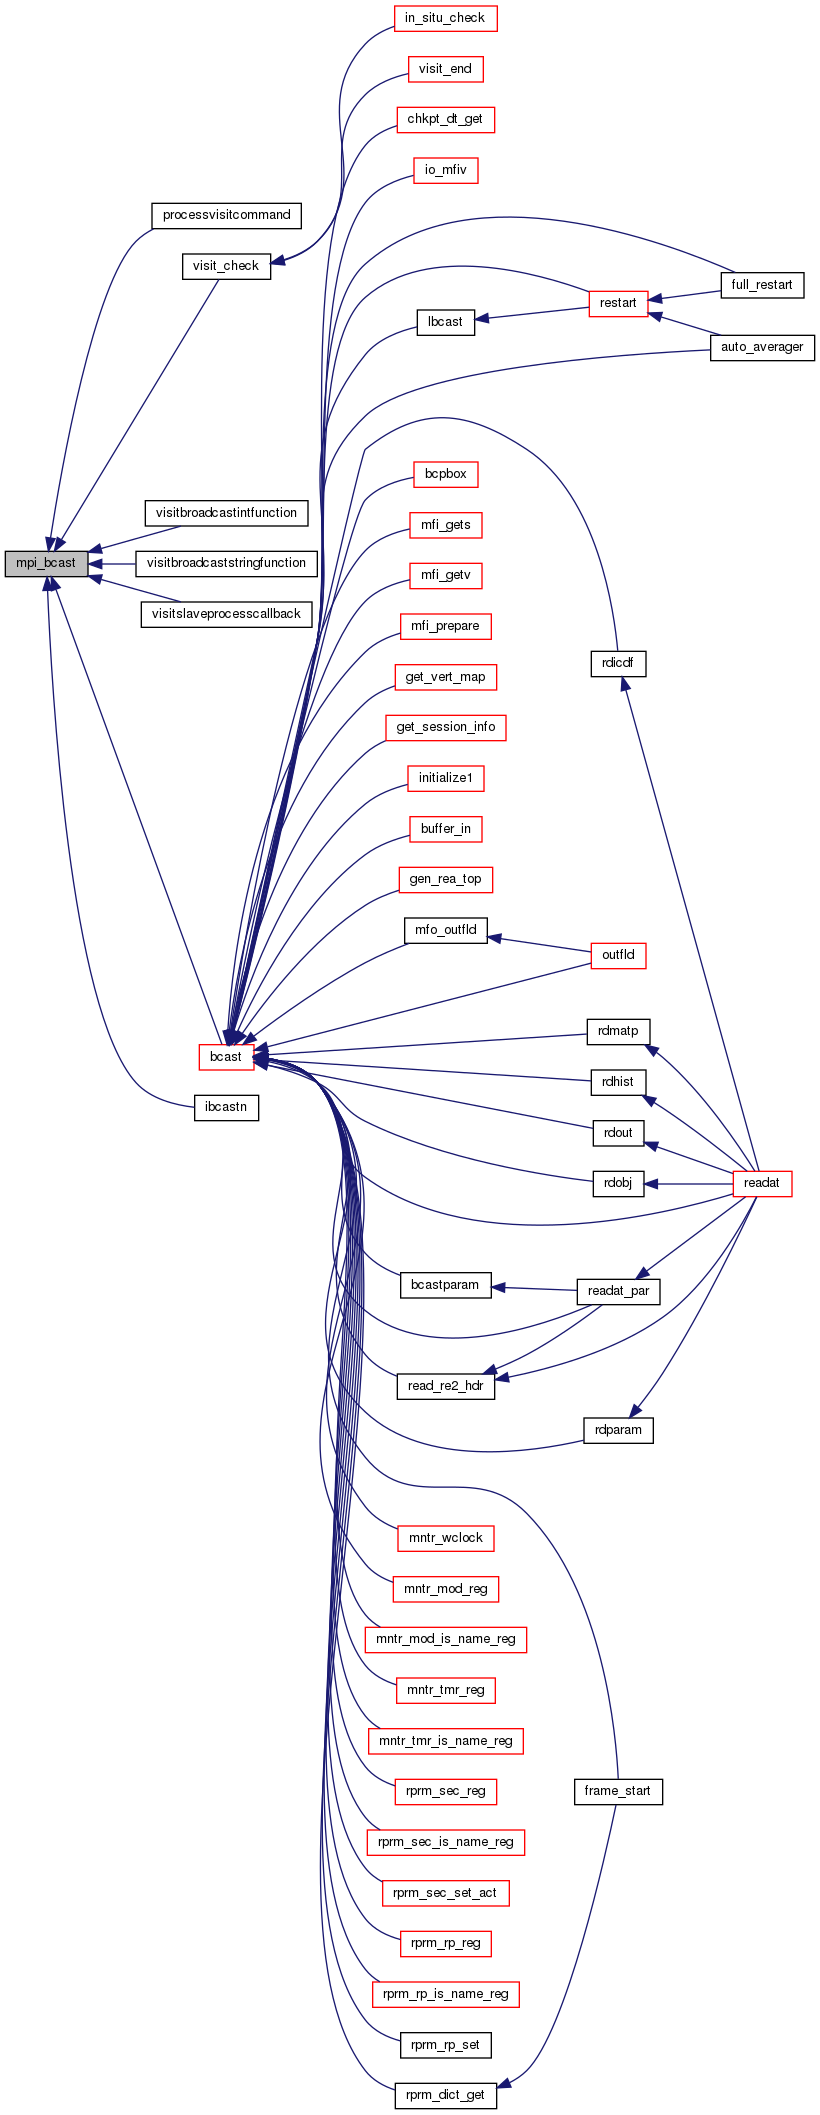 in_situ_check
visit_end
chkpt_dt_get
io_mfiv
processvisitcommand
visit_check
full_restart
restart
lbcast
auto_averager
bcpbox
visitbroadcastintfunction
mfi_gets
mpi_bcast
visitbroadcaststringfunction
mfi_getv
visitslaveprocesscallback
mfi_prepare
rdicdf
get_vert_map
get_session_info
initialize1
buffer_in
gen_rea_top
mfo_outfld
outfld
rdmatp
bcast
rdhist
ibcastn
rdout
rdobj
readat
bcastparam
readat_par
read_re2_hdr
rdparam
mntr_wclock
mntr_mod_reg
mntr_mod_is_name_reg
mntr_tmr_reg
mntr_tmr_is_name_reg
rprm_sec_reg
frame_start
rprm_sec_is_name_reg
rprm_sec_set_act
rprm_rp_reg
rprm_rp_is_name_reg
rprm_rp_set
rprm_dict_get